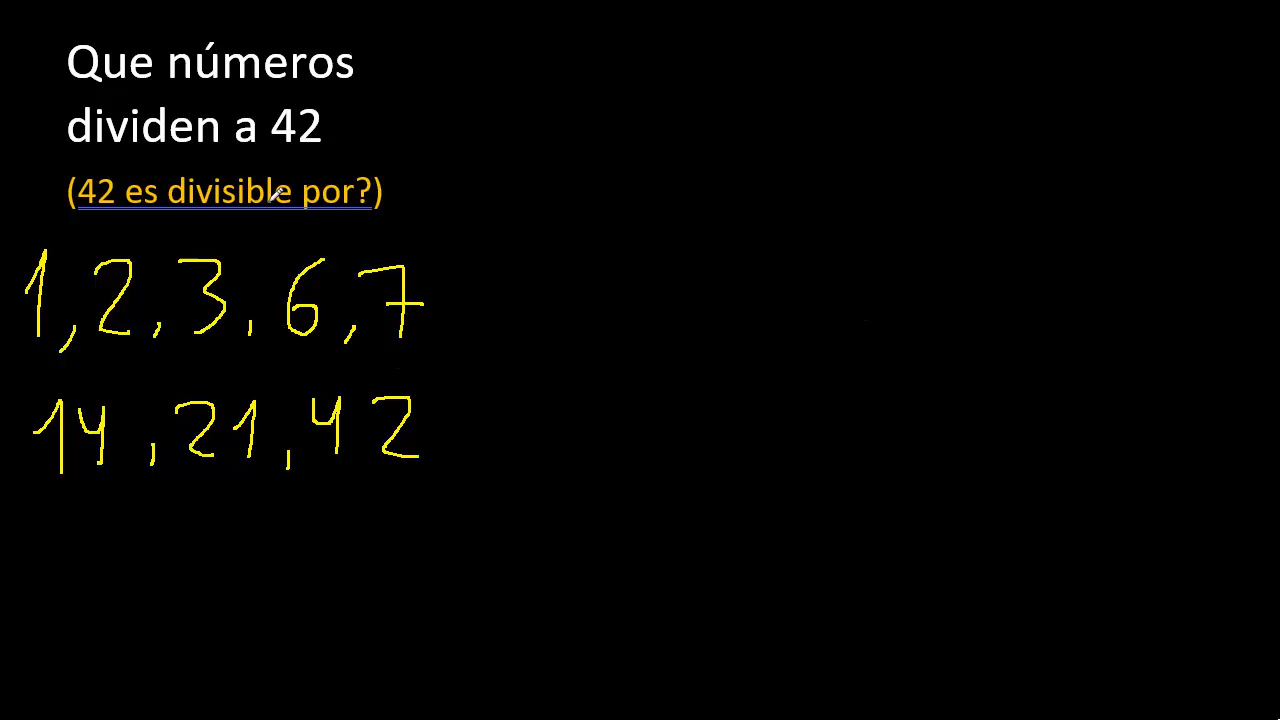 Que números
dividen a 42
(42 es divisible por?)
1, 2, 3, 6, 7
14, 21, 42